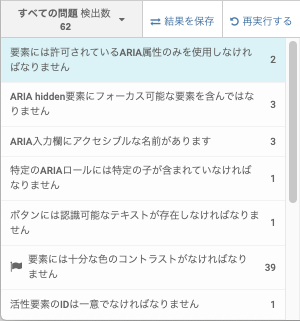 すべての問題 検出数
62
結果を保存
再実行する
要素には許可されているARIA属性のみを使用しなけれ
ばなりません
2
ARIA hidden要素にフォーカス可能な要素を含んではな
りません
3
ARIA入力欄にアクセシブルな名前があります
3
特定のARIAロールには特定の子が含まれていなければ
なりません
1
ボタンには認識可能なテキストが存在しなければなりま
せん
1
要素には十分な色のコントラストがなければなり
ません
39
活性要素のIDは一意でなければなりません
1